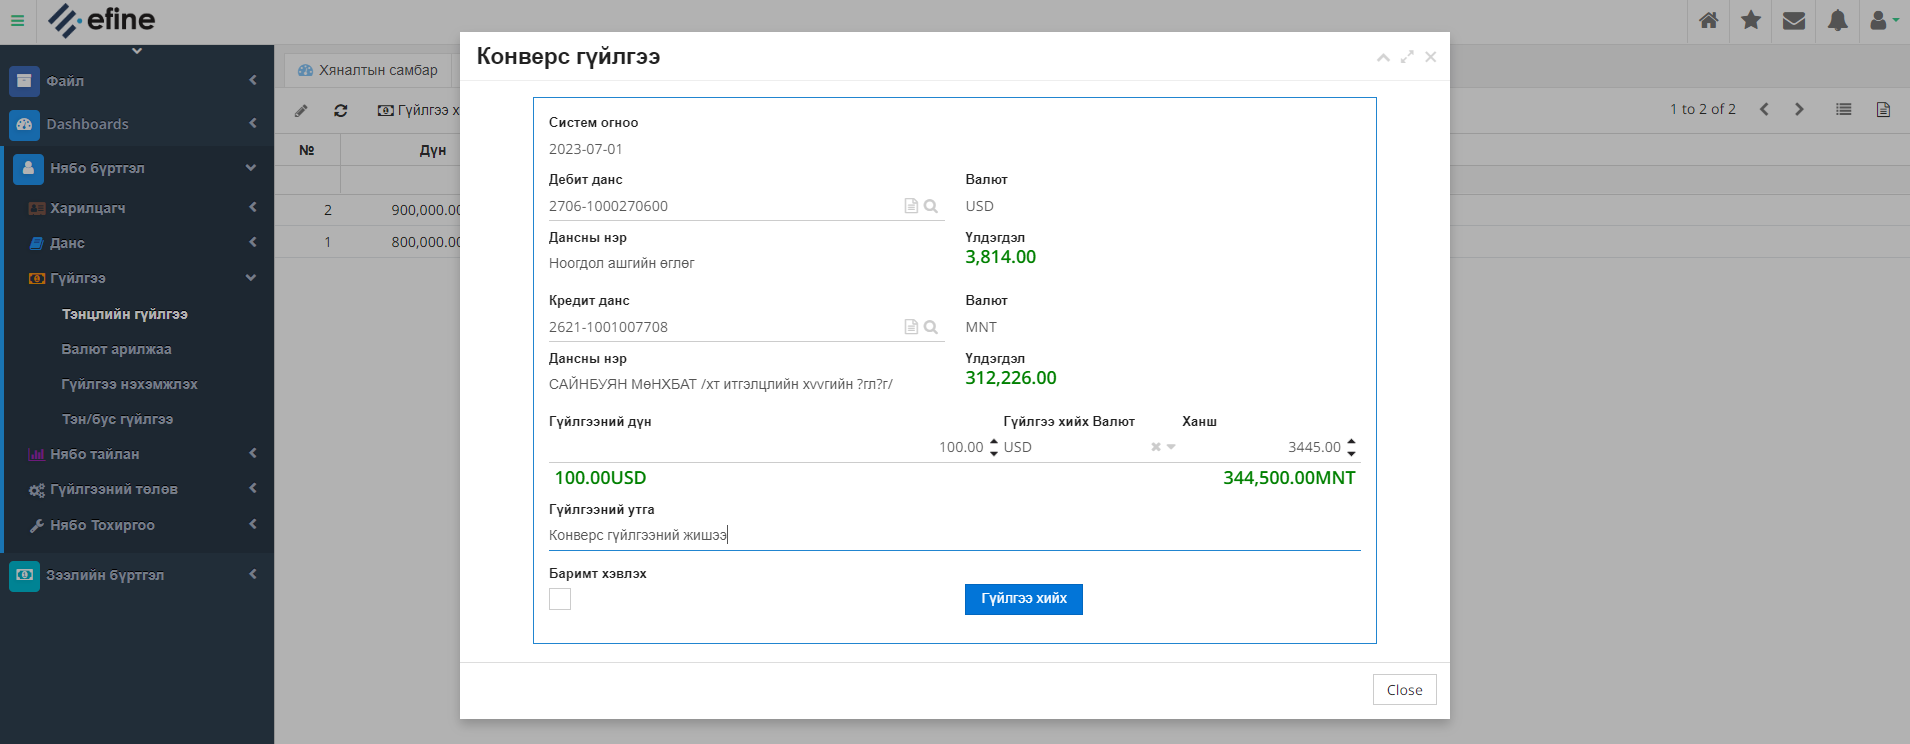 efine
Файл
Dashboards
Нябо бүртгэл
Харилцагч
Данс
Гүйлгээ
Тэнцлийн гүйлгээ
Валют арилжаа
Гүйлгээ нэхэмжлэх
Тэн/бус гүйлгээ
Нябо тайлан
Гүйлгээний төлөв
Нябо Тохиргоо
Зээлийн бүртгэл
Хяналтын самбар
Гүйлгээ х
1 to 2 of 2
№ Дүн
2 900,000.00
1 800,000.00
Конверс гүйлгээ
Систем огноо
2023-07-01
Дебит данс Валют
2706-1000270600 USD
Дансны нэр Үлдэгдэл
Ноогдол ашгийн өглөг 3,814.00
Кредит данс Валют
2621-1001007708 MNT
Дансны нэр Үлдэгдэл
САЙНБУЯН МөНХБАТ /хт итгэлцлийн хvvгийн ?гл?г/ 312,226.00
Гүйлгээний дүн Гүйлгээ хийх Валют Ханш
100.00 USD 3445.00
100.00USD 344,500.00MNT
Гүйлгээний утга
Конверс гүйлгээний жишээ
Баримт хэвлэх
Гүйлгээ хийх
Close